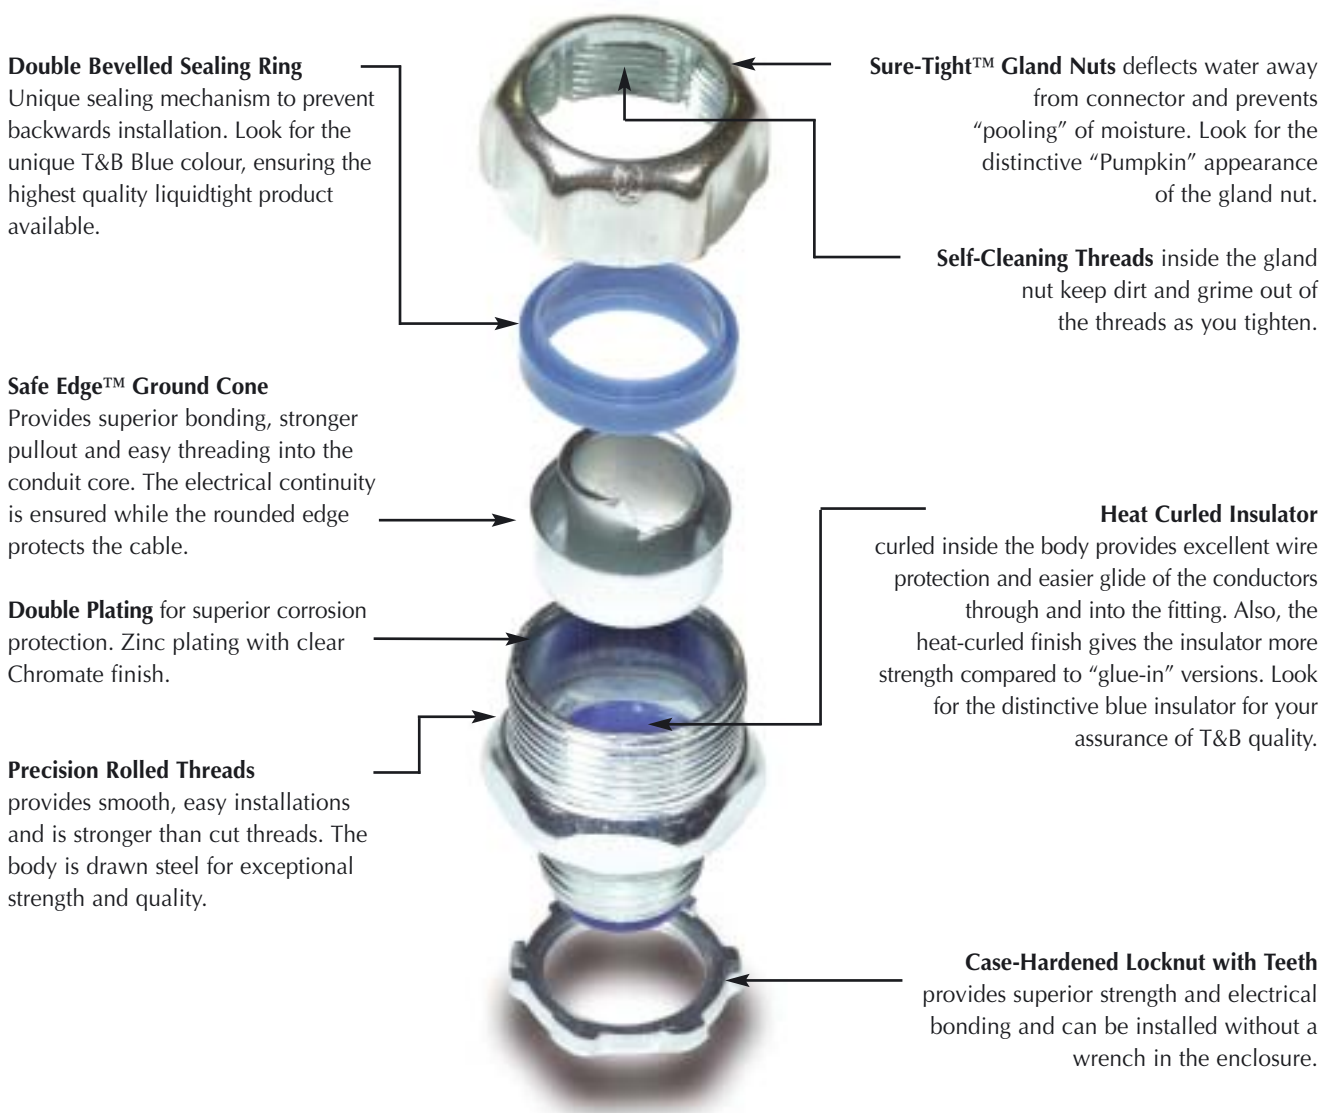 Double Bevelled Sealing Ring
Unique sealing mechanism to prevent
backwards installation. Look for the
unique T&B Blue colour, ensuring the
highest quality liquidtight product
available.
Safe Edge™ Ground Cone
Provides superior bonding, stronger
pullout and easy threading into the
conduit core. The electrical continuity
is ensured while the rounded edge
protects the cable.
Double Plating for superior corrosion
protection. Zinc plating with clear
Chromate finish.
Precision Rolled Threads
provides smooth, easy installations
and is stronger than cut threads. The
body is drawn steel for exceptional
strength and quality.
Sure-Tight™ Gland Nuts deflects water away
from connector and prevents
“pooling” of moisture. Look for the
distinctive “Pumpkin” appearance
of the gland nut.
Self-Cleaning Threads inside the gland
nut keep dirt and grime out of
the threads as you tighten.
Heat Curled Insulator
curled inside the body provides excellent wire
protection and easier glide of the conductors
through and into the fitting. Also, the
heat-curled finish gives the insulator more
strength compared to “glue-in” versions. Look
for the distinctive blue insulator for your
assurance of T&B quality.
Case-Hardened Locknut with Teeth
provides superior strength and electrical
bonding and can be installed without a
wrench in the enclosure.